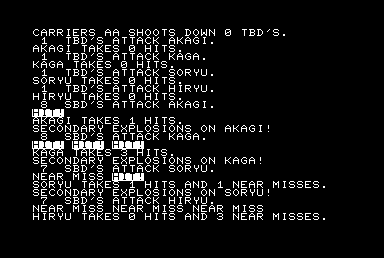 CARRIERS AA SHOOTS DOWN 0 TBD'S.
1 TBD'S ATTACK AKAGI.
AKAGI TAKES 0 HITS.
1 TBD'S ATTACK KAGA.
KAGA TAKES 0 HITS.
1 TBD'S ATTACK SORYU.
SORYU TAKES 0 HITS.
1 TBD'S ATTACK HIRYU.
HIRYU TAKES 0 HITS.
8 SBD'S ATTACK AKAGI.
HIT!
AKAGI TAKES 1 HITS.
SECONDARY EXPLOSIONS ON AKAGI!
8 SBD'S ATTACK KAGA.
HIT! HIT! HIT!
KAGA TAKES 3 HITS.
SECONDARY EXPLOSIONS ON KAGA!
7 SBD'S ATTACK SORYU.
NEAR MISS HIT!
SORYU TAKES 1 HITS AND 1 NEAR MISSES.
SECONDARY EXPLOSIONS ON SORYU!
7 SBD'S ATTACK HIRYU.
NEAR MISS NEAR MISS NEAR MISS
HIRYU TAKES 0 HITS AND 3 NEAR MISSES.